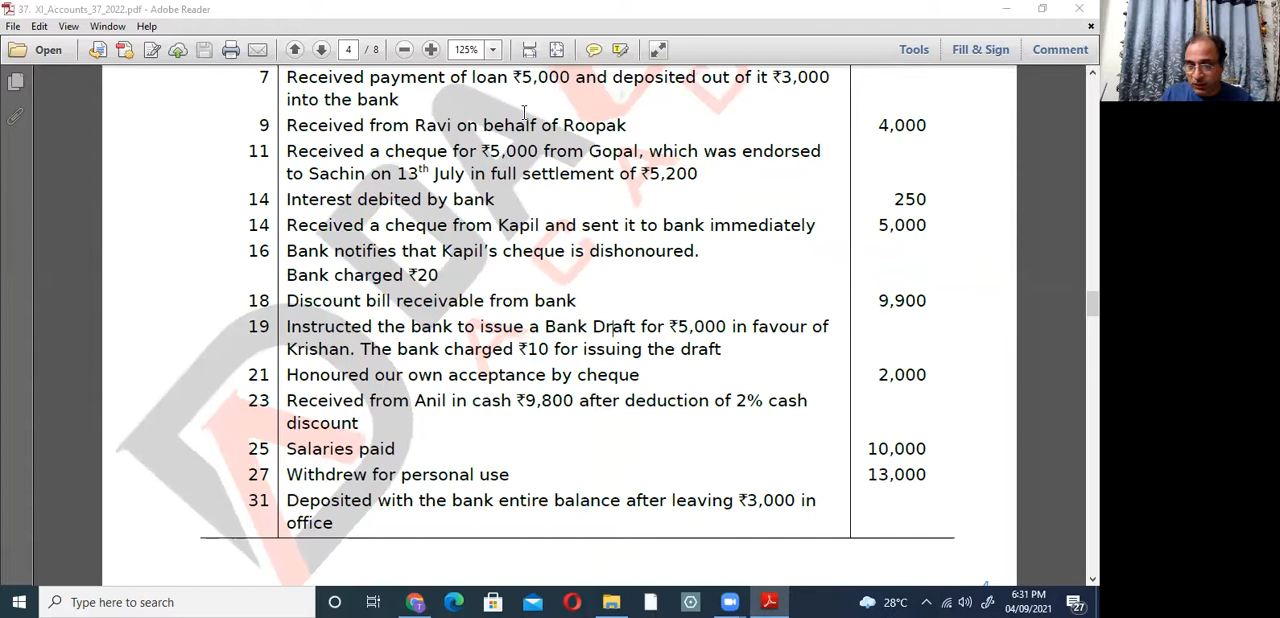 37. XI_Accounts_37_2022.pdf - Adobe Reader
File Edit View Window Help
Open 4 / 8 125% Tools Fill & Sign Comment
7 Received payment of loan ₹5,000 and deposited out of it ₹3,000
into the bank
9 Received from Ravi on behalf of Roopak 4,000
11 Received a cheque for ₹5,000 from Gopal, which was endorsed
to Sachin on 13th July in full settlement of ₹5,200
14 Interest debited by bank 250
14 Received a cheque from Kapil and sent it to bank immediately 5,000
16 Bank notifies that Kapil’s cheque is dishonoured.
Bank charged ₹20
18 Discount bill receivable from bank 9,900
19 Instructed the bank to issue a Bank Draft for ₹5,000 in favour of
Krishan. The bank charged ₹10 for issuing the draft
21 Honoured our own acceptance by cheque 2,000
23 Received from Anil in cash ₹9,800 after deduction of 2% cash
discount
25 Salaries paid 10,000
27 Withdrew for personal use 13,000
31 Deposited with the bank entire balance after leaving ₹3,000 in
office
Type here to search
28°C
6:31 PM
04/09/2021
27